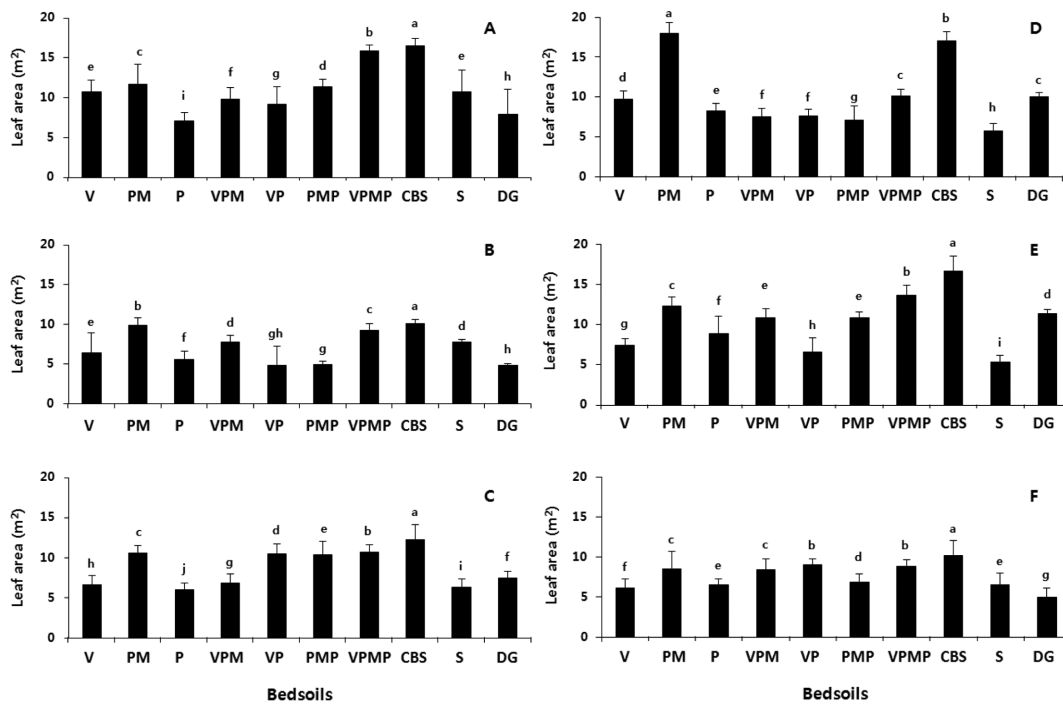 A
Leaf area (m²)
20
15
10
5
0
e c i f g d b a e h
V PM P VPM VP PMP VPMP CBS S DG
D
Leaf area (m²)
20
15
10
5
0
d a e f f g c b h c
V PM P VPM VP PMP VPMP CBS S DG
B
Leaf area (m²)
20
15
10
5
0
e b f d gh g c a d h
V PM P VPM VP PMP VPMP CBS S DG
E
Leaf area (m²)
20
15
10
5
0
g c f e h e b a i d
V PM P VPM VP PMP VPMP CBS S DG
C
Leaf area (m²)
20
15
10
5
0
h c j g d e b a i f
V PM P VPM VP PMP VPMP CBS S DG
Bedsoils
F
Leaf area (m²)
20
15
10
5
0
f c e c b d b a e g
V PM P VPM VP PMP VPMP CBS S DG
Bedsoils